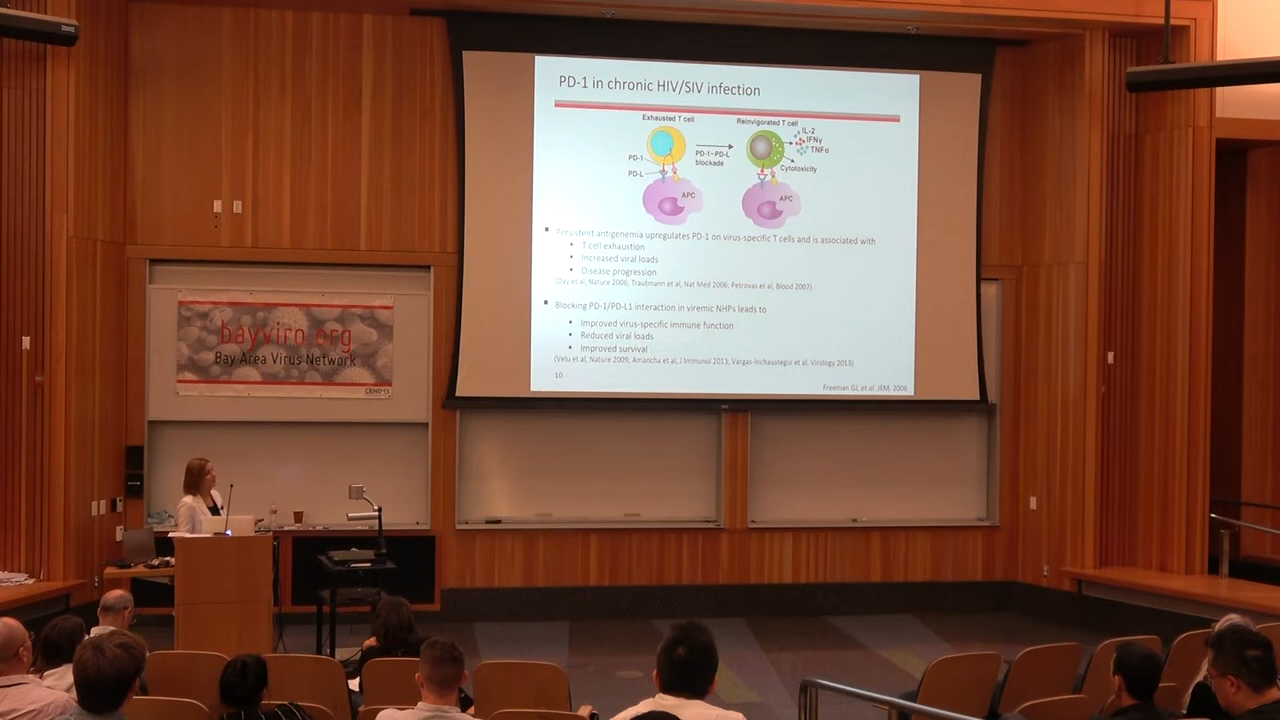 PD-1 in chronic HIV/SIV infection
Exhausted T cell
Reinvigorated T cell
IL-2
IFNγ
TNFα
PD-1
PD-1–PD-L
blockade
PD-L
Cytotoxicity
APC
APC
Persistent antigenemia upregulates PD-1 on virus-specific T cells and is associated with
T cell exhaustion
Increased viral loads
Disease progression
(Day et al, Nature 2006; Trautmann et al, Nat Med 2006; Petrovas et al, Blood 2007)
Blocking PD-1/PD-L1 interaction in viremic NHPs leads to
Improved virus-specific immune function
Reduced viral loads
Improved survival
(Velu et al, Nature 2009; Amancha et al, J Immunol 2013; Vargas-Inchaustegui et al, Virology 2013)
10
Freeman GJ, et al. JEM, 2006.
bayviro.org
Bay Area Virus Network